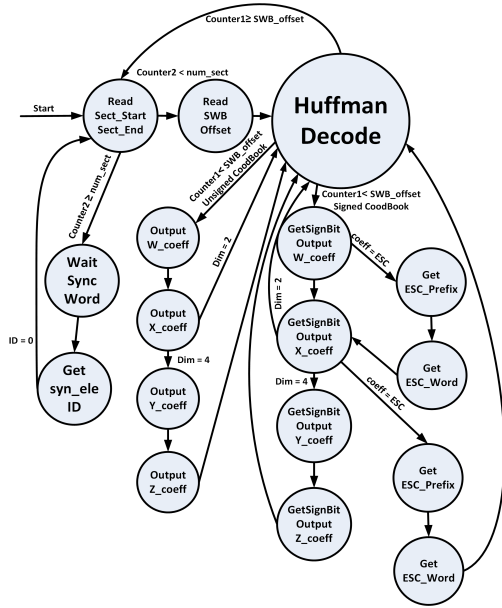 Counter1≥ SWB_offset
Counter2 < num_sect
Start
Read
Sect_Start
Sect_End
Read
SWB
Offset
Huffman
Decode
Counter2 ≥ num_sect
Counter1< SWB_offset
Unsigned CoodBook
Counter1< SWB_offset
Signed CoodBook
Output
W_coeff
Dim = 2
GetSignBit
Output
W_coeff
coeff = ESC
Wait
Sync
Word
Get
ESC_Prefix
Dim = 2
Output
X_coeff
GetSignBit
Output
X_coeff
ID = 0
Get
syn_ele
ID
Dim = 4
Get
ESC_Word
Dim = 4
coeff = ESC
Output
Y_coeff
GetSignBit
Output
Y_coeff
Output
Z_coeff
Get
ESC_Prefix
GetSignBit
Output
Z_coeff
Get
ESC_Word